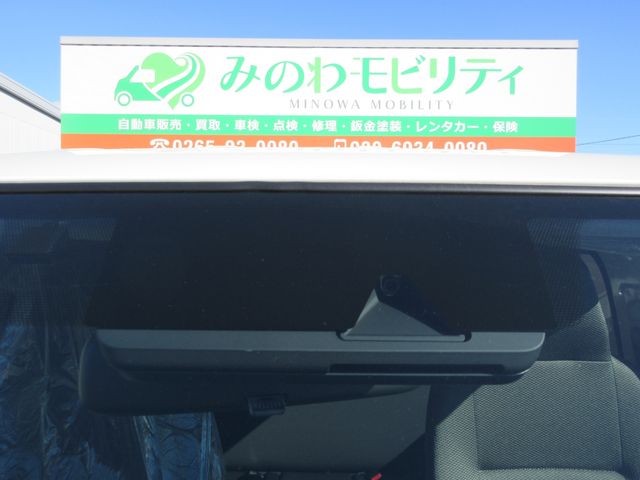 みのわモビリティ
MINOWA MOBILITY
自動車販売・買取・車検・点検・修理・鈑金塗装・レンタカー・保険